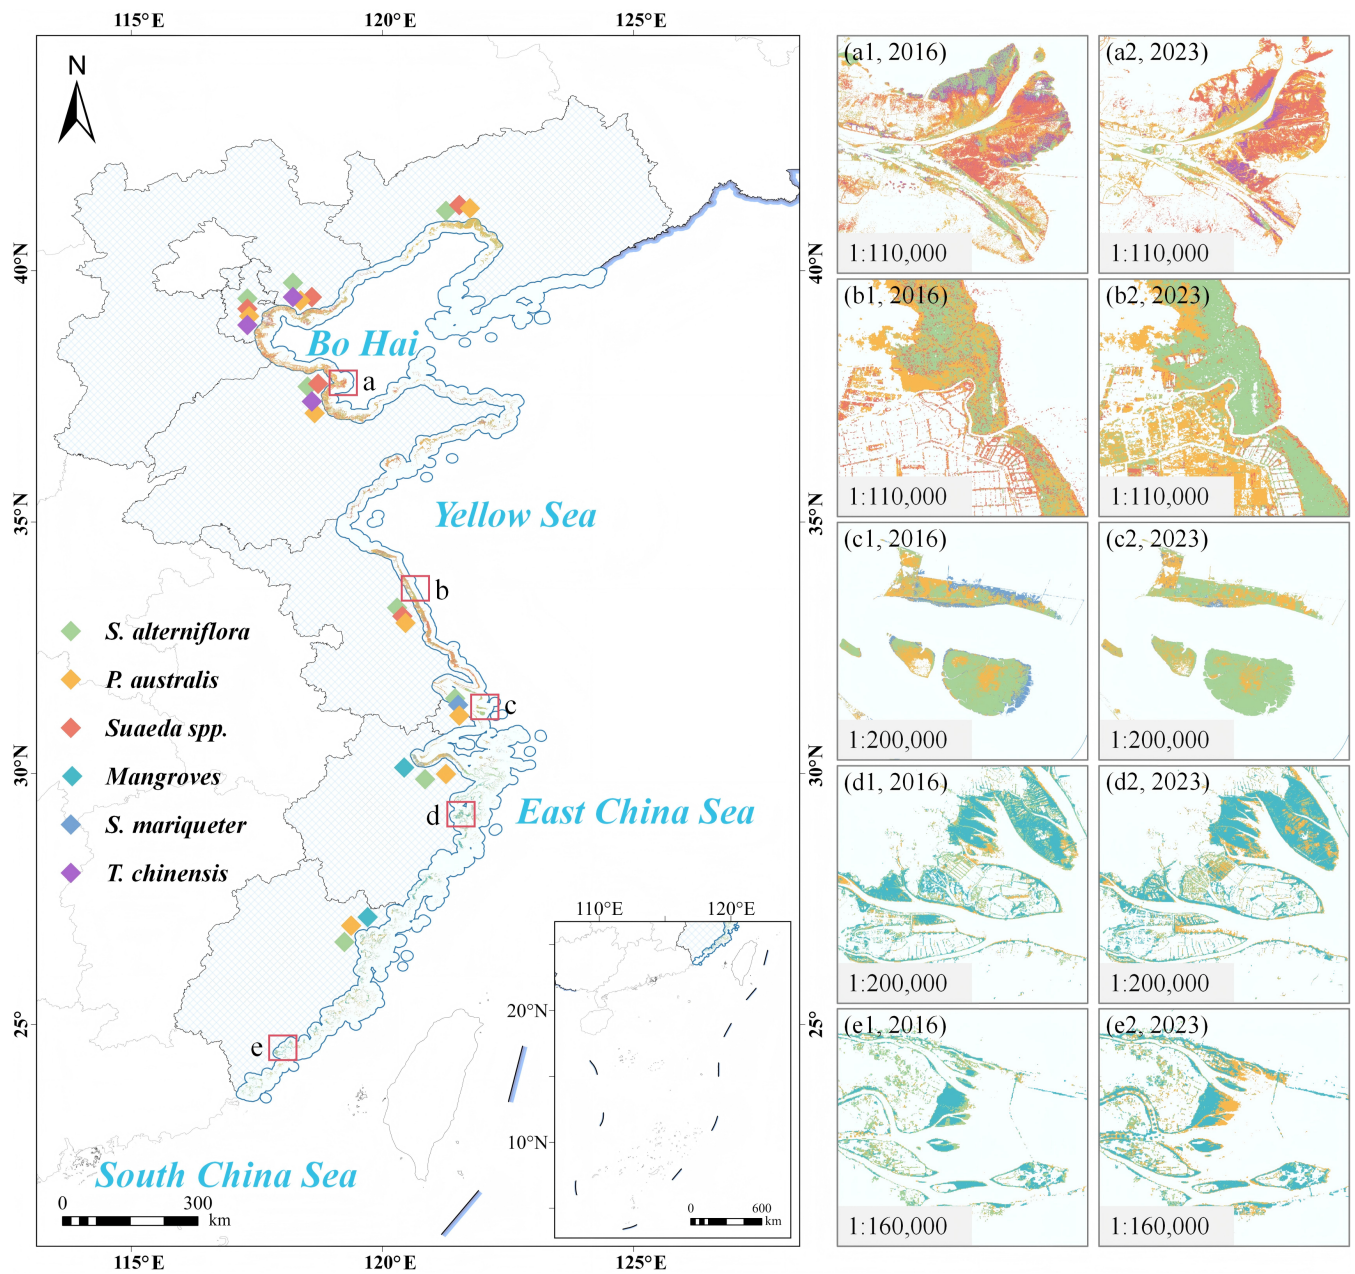 115°E 120°E 125°E
N
40°N
35°N
30°N
25°
40°N
35°N
30°N
25°N
Bo Hai
a
Yellow Sea
b
c
East China Sea
d
e
South China Sea
S. alterniflora
P. australis
Suaeda spp.
Mangroves
S. mariqueter
T. chinensis
0 300
km
110°E 120°E
20°N
10°N
0 600
km
115°E 120°E 125°E
(a1, 2016)
1:110,000
(a2, 2023)
1:110,000
(b1, 2016)
1:110,000
(b2, 2023)
1:110,000
(c1, 2016)
1:200,000
(c2, 2023)
1:200,000
(d1, 2016)
1:200,000
(d2, 2023)
1:200,000
(e1, 2016)
1:160,000
(e2, 2023)
1:160,000